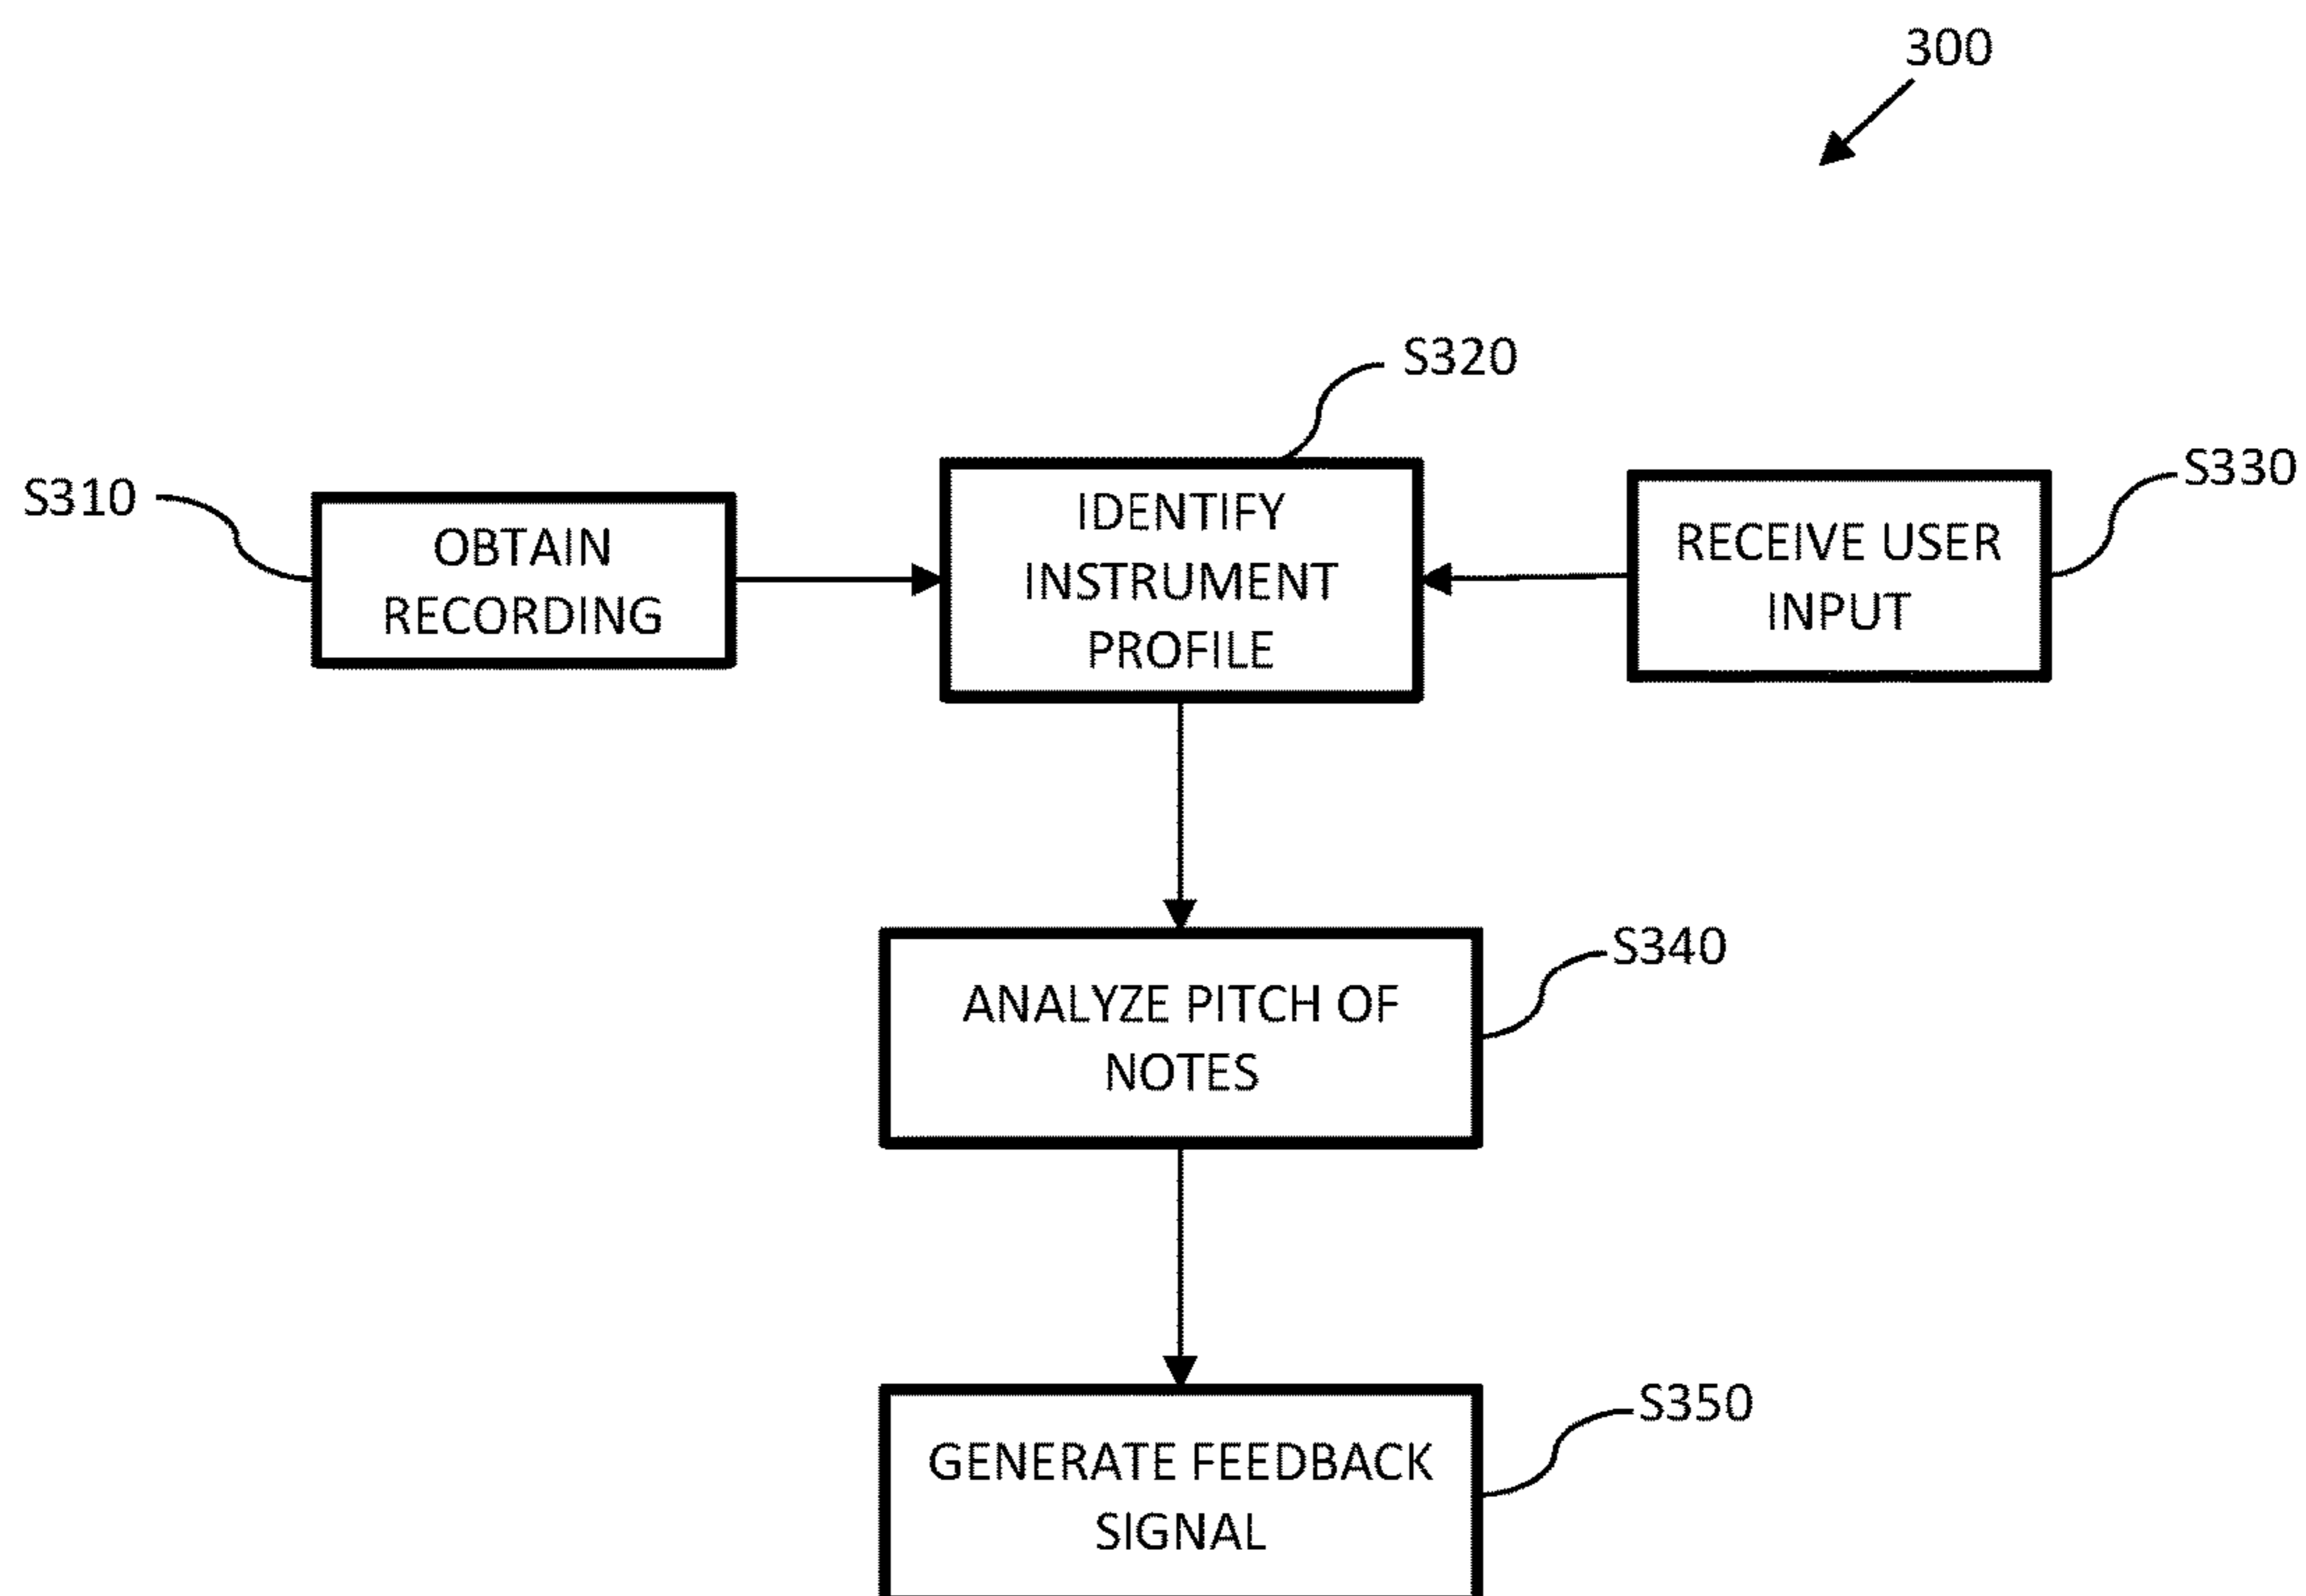 300
S320
S310
S330
OBTAIN
RECORDING
IDENTIFY
INSTRUMENT
PROFILE
RECEIVE USER
INPUT
S340
ANALYZE PITCH OF
NOTES
S350
GENERATE FEEDBACK
SIGNAL